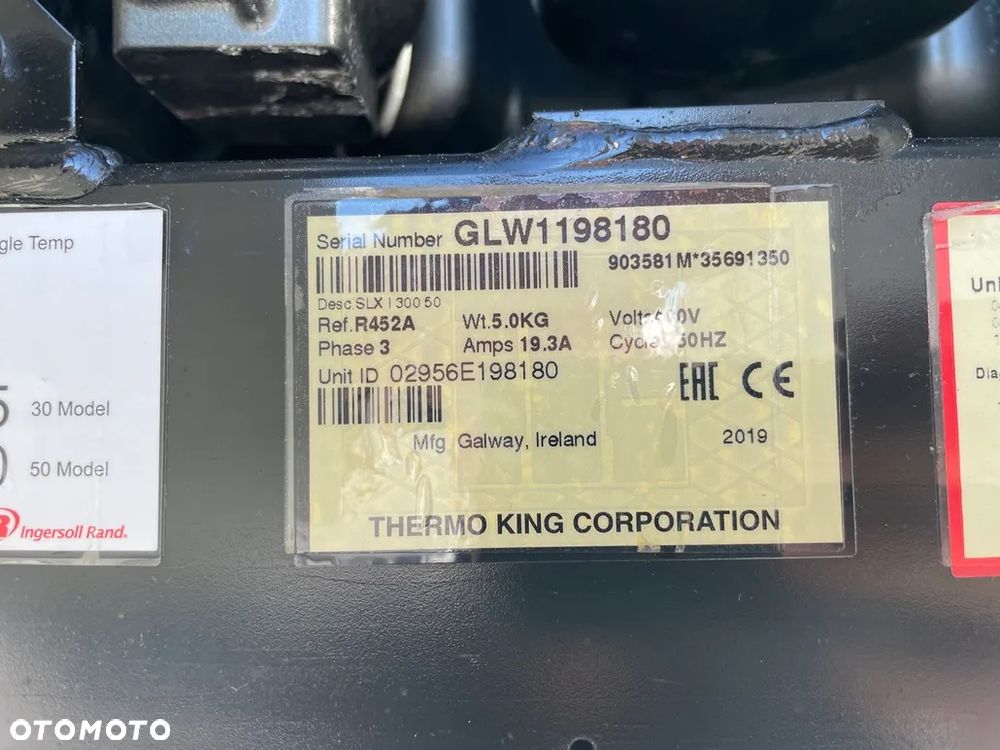 gle Temp
30 Model
50 Model
Ingersoll Rand.
Serial Number GLW1198180
903581M*35691350
Desc.SLX I 300 50
Ref.R452A Wt.5.0KG
Phase 3 Amps 19.3A 50HZ
Unit ID 02956E198180
EAC CE
Mfg. Galway, Ireland 2019
THERMO KING CORPORATION
Uni
Diag
OTOMOTO